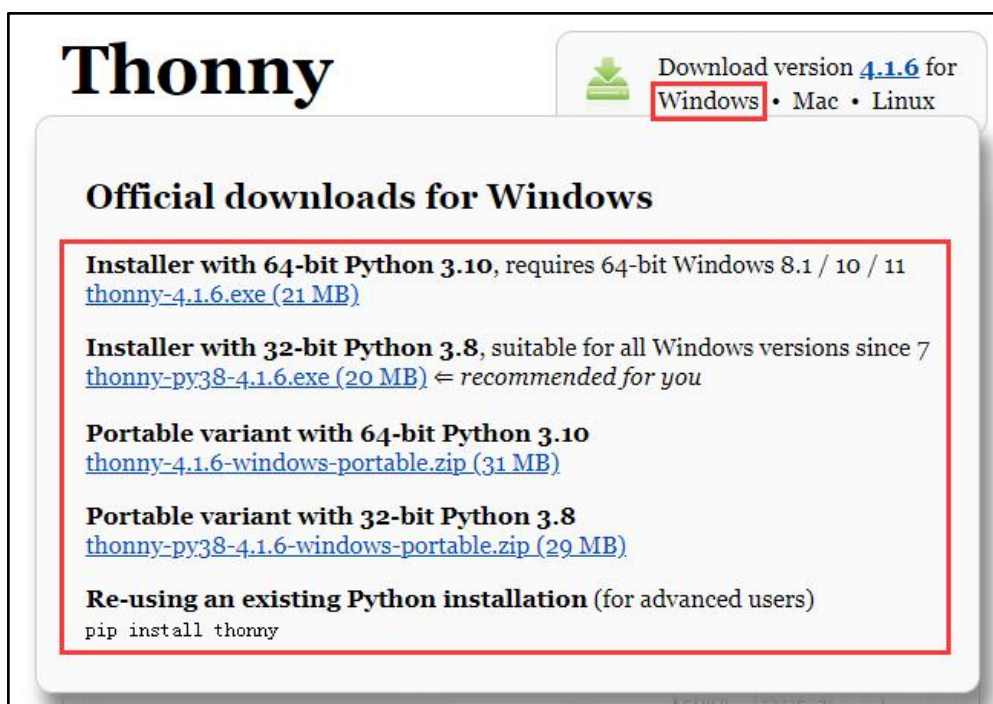 Thonny
Download version 4.1.6 for
Windows • Mac • Linux
Official downloads for Windows
Installer with 64-bit Python 3.10, requires 64-bit Windows 8.1 / 10 / 11
thonny-4.1.6.exe (21 MB)
Installer with 32-bit Python 3.8, suitable for all Windows versions since 7
thonny-py38-4.1.6.exe (20 MB) ⇐ recommended for you
Portable variant with 64-bit Python 3.10
thonny-4.1.6-windows-portable.zip (31 MB)
Portable variant with 32-bit Python 3.8
thonny-py38-4.1.6-windows-portable.zip (29 MB)
Re-using an existing Python installation (for advanced users)
pip install thonny